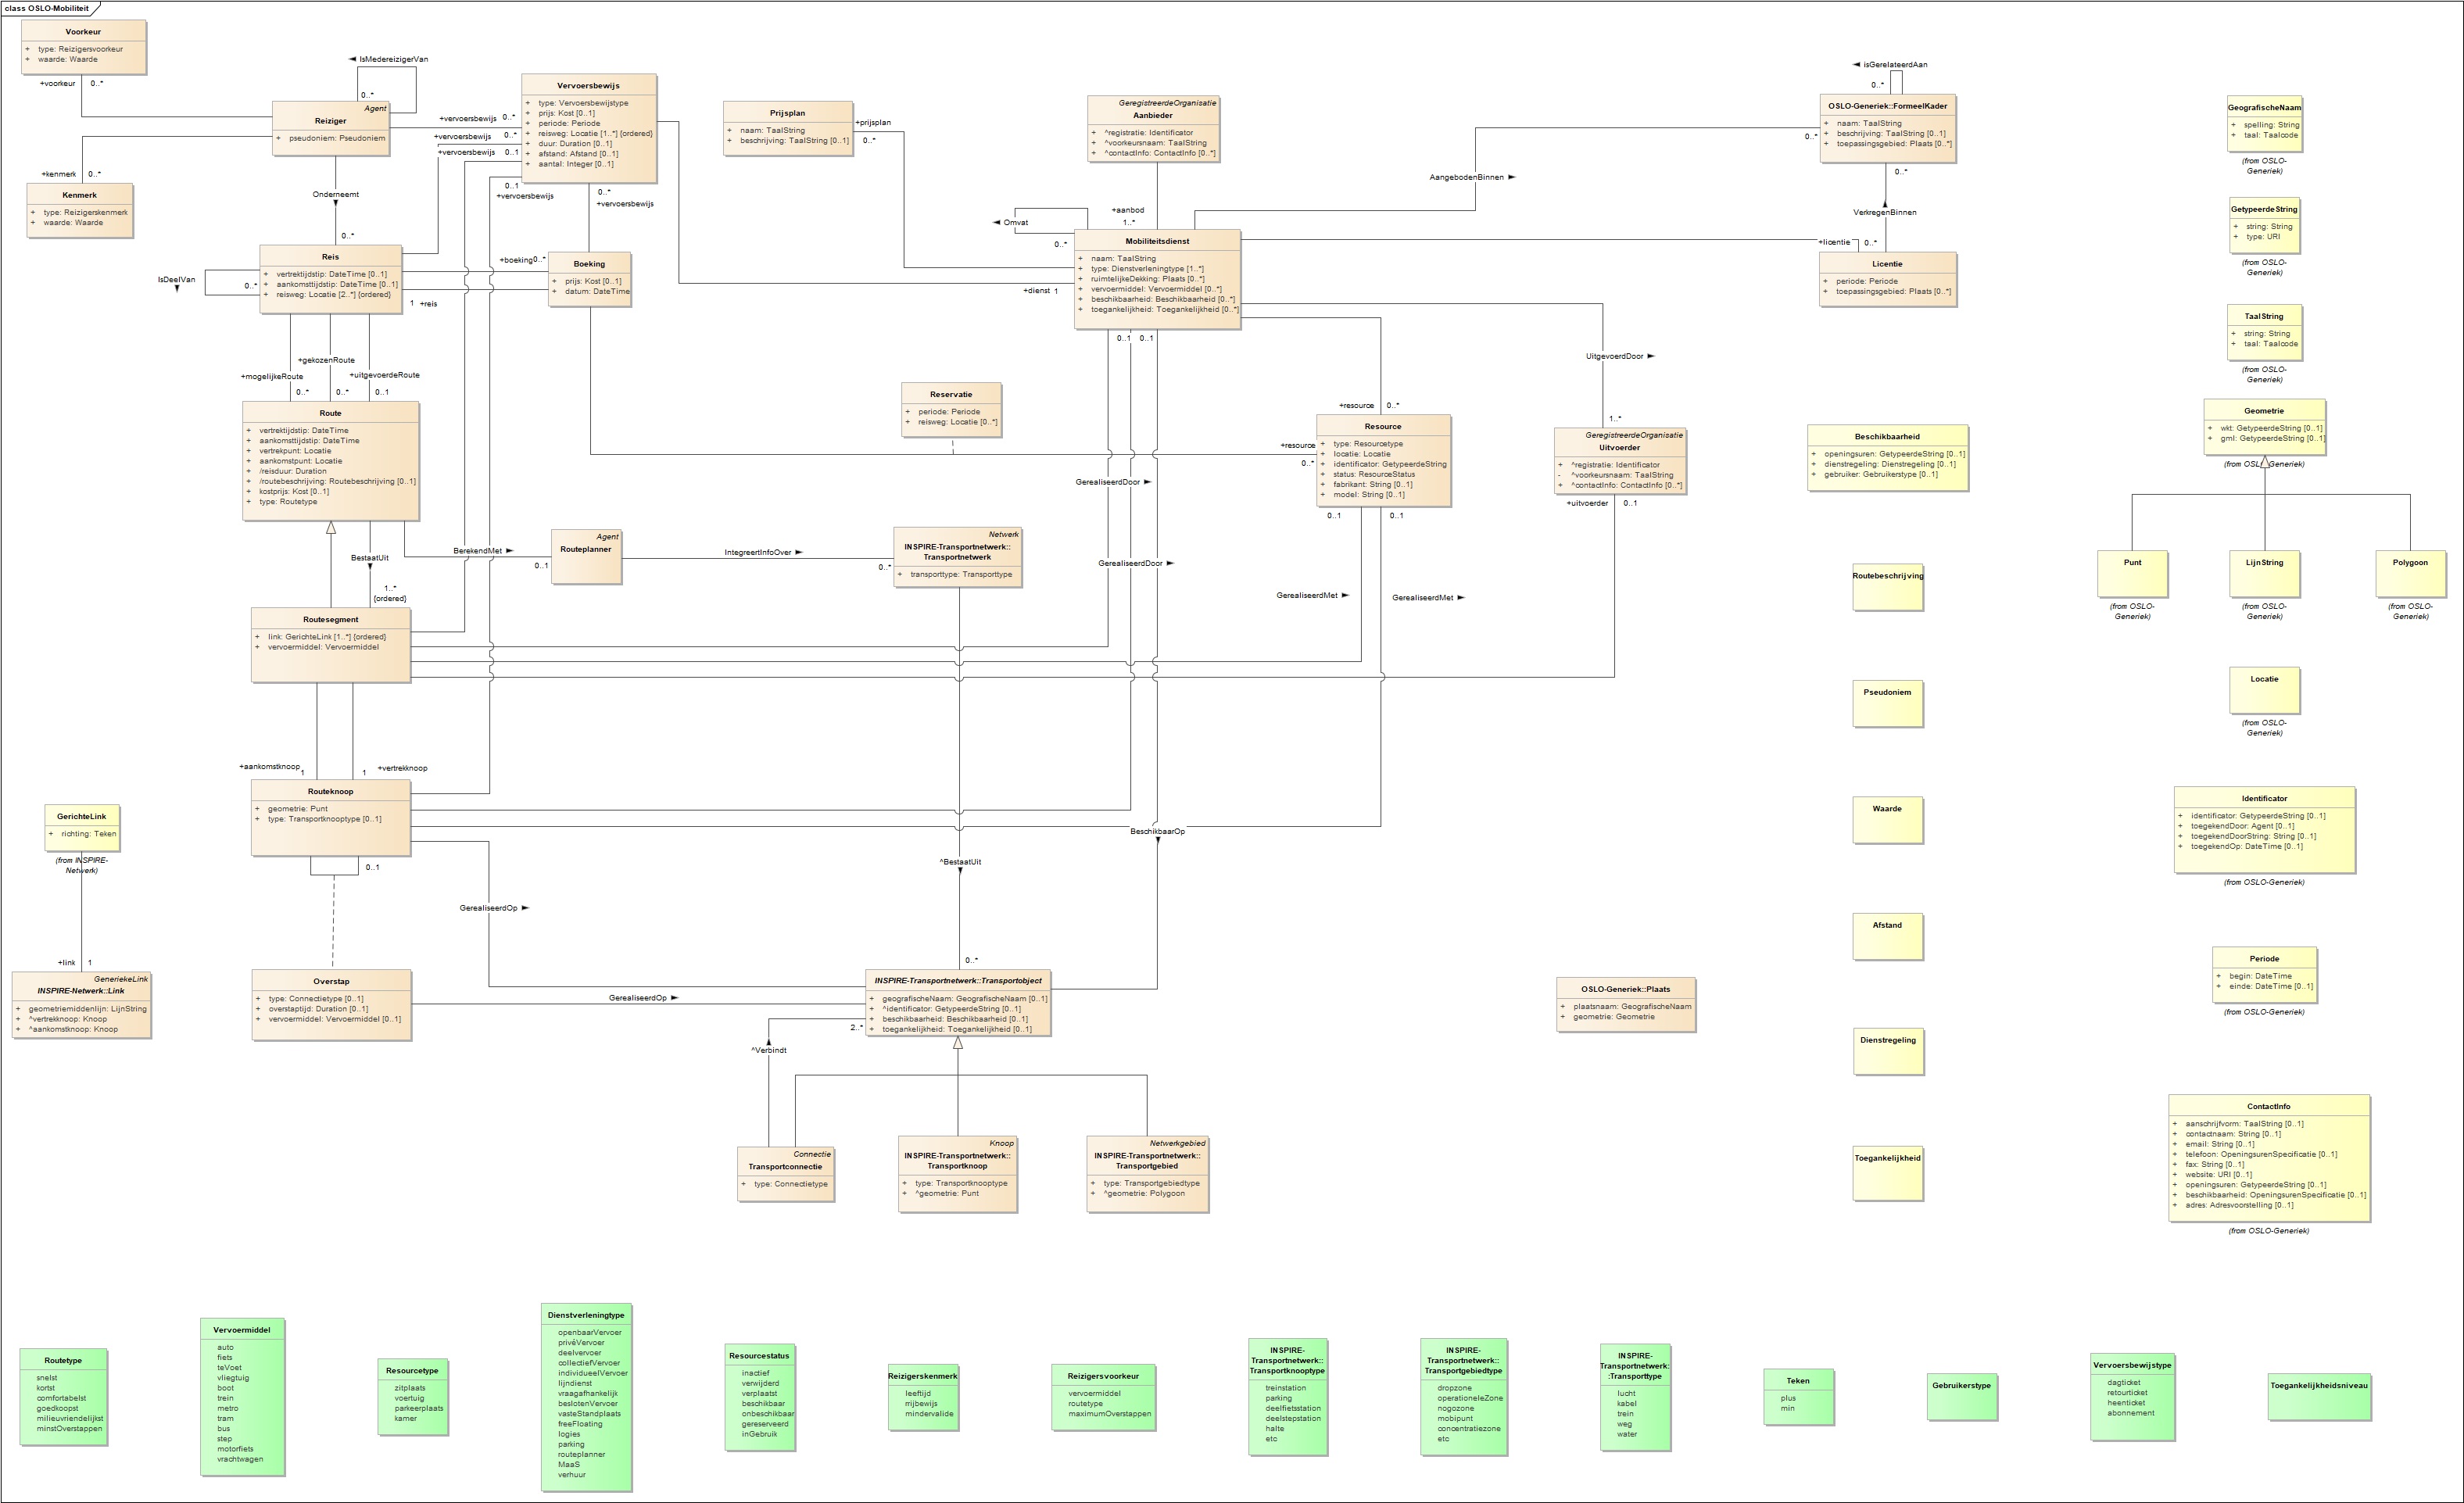 class OSLO-Mobiliteit
Voorkeur
+ type: Reizigersvoorkeur
+ waarde: Waarde
+voorkeur 0..*
IsMedereizigerVan
0..*
Agent
Reiziger
+ pseudoniem: Pseudoniem
+kenmerk 0..*
Kenmerk
+ type: Reizigerskenmerk
+ waarde: Waarde
Onderneemt
0..*
Vervoersbewijs
+ type: Vervoersbewijstype
+ prijs: Kost [0..1]
+ periode: Periode
+ reisweg: Locatie [1..*] {ordered}
+ duur: Duration [0..1]
+ afstand: Afstand [0..1]
+ aantal: Integer [0..1]
+vervoersbewijs 0..*
+vervoersbewijs 0..*
+vervoersbewijs 0..1
0..1
+vervoersbewijs
0..*
+vervoersbewijs
Reis
+ vertrektijdstip: DateTime [0..1]
+ aankomsttijdstip: DateTime [0..1]
+ reisweg: Locatie [2..*] {ordered}
IsDeelVan
0..*
+boeking 0..*
1 +reis
Boeking
+ prijs: Kost [0..1]
+ datum: DateTime
Prijsplan
+ naam: TaalString
+ beschrijving: TaalString [0..1]
+prijsplan
0..*
GeregistreerdeOrganisatie
Aanbieder
+ ^registratie: Identificator
+ ^voorkeursnaam: TaalString
+ ^contactInfo: ContactInfo [0..*]
+aanbod
1..*
Omvat
0..*
Mobiliteitsdienst
+ naam: TaalString
+ type: Dienstverleningtype [1..*]
+ ruimtelijkeDekking: Plaats [0..*]
+ vervoermiddel: Vervoermiddel [0..*]
+ beschikbaarheid: Beschikbaarheid [0..*]
+ toegankelijkheid: Toegankelijkheid [0..*]
+dienst 1
0..1 0..1
AangebodenBinnen
0..*
isGerelateerdAan
0..*
OSLO-Generiek::FormeelKader
+ naam: TaalString
+ beschrijving: TaalString [0..1]
+ toepassingsgebied: Plaats [0..*]
0..*
VerkregenBinnen
+licentie 0..*
Licentie
+ periode: Periode
+ toepassingsgebied: Plaats [0..*]
GeografischeNaam
+ spelling: String
+ taal: Taalcode
(from OSLO-
Generiek)
GetypeerdeString
+ string: String
+ type: URI
(from OSLO-
Generiek)
TaalString
+ string: String
+ taal: Taalcode
(from OSLO-
Generiek)
+gekozenRoute
+mogelijkeRoute
+uitgevoerdeRoute
0..* 0..* 0..1
Route
+ vertrektijdstip: DateTime
+ aankomsttijdstip: DateTime
+ vertrekpunt: Locatie
+ aankomstpunt: Locatie
+ /reisduur: Duration
+ /routebeschrijving: Routebeschrijving [0..1]
+ kostprijs: Kost [0..1]
+ type: Routetype
BestaatUit
1..*
{ordered}
BerekendMet
0..1
Agent
Routeplanner
IntegreertInfoOver
0..*
Netwerk
INSPIRE-Transportnetwerk::
Transportnetwerk
+ transporttype: Transporttype
Reservatie
+ periode: Periode
+ reisweg: Locatie [0..*]
+resource
0..*
+resource 0..*
Resource
+ type: Resourcetype
+ locatie: Locatie
+ identificator: GetypeerdeString
+ status: ResourceStatus
+ fabrikant: String [0..1]
+ model: String [0..1]
0..1 0..1
UitgevoerdDoor
1..*
GeregistreerdeOrganisatie
Uitvoerder
+ ^registratie: Identificator
- ^voorkeursnaam: TaalString
+ ^contactInfo: ContactInfo [0..*]
+uitvoerder 0..1
GerealiseerdDoor
GerealiseerdDoor
GerealiseerdMet
GerealiseerdMet
Beschikbaarheid
+ openingsuren: GetypeerdeString [0..1]
+ dienstregeling: Dienstregeling [0..1]
+ gebruiker: Gebruikerstype [0..1]
Geometrie
+ wkt: GetypeerdeString [0..1]
+ gml: GetypeerdeString [0..1]
(from OSLO-Generiek)
Punt
(from OSLO-
Generiek)
LijnString
(from OSLO-
Generiek)
Polygoon
(from OSLO-
Generiek)
Routebeschrijving
Routesegment
+ link: GerichteLink [1..*] {ordered}
+ vervoermiddel: Vervoermiddel
+aankomstknoop 1
1 +vertrekknoop
Routeknoop
+ geometrie: Punt
+ type: Transportknooptype [0..1]
0..1
Pseudoniem
Locatie
(from OSLO-
Generiek)
Waarde
Identificator
+ identificator: GetypeerdeString [0..1]
+ toegekendDoor: Agent [0..1]
+ toegekendDoorString: String [0..1]
+ toegekendOp: DateTime [0..1]
(from OSLO-Generiek)
GerichteLink
+ richting: Teken
(from INSPIRE-
Netwerk)
+link 1
GeneriekeLink
INSPIRE-Netwerk::Link
+ geometriemiddenlijn: LijnString
+ ^vertrekknoop: Knoop
+ ^aankomstknoop: Knoop
GerealiseerdOp
^BestaatUit
BeschikbaarOp
Overstap
+ type: Connectietype [0..1]
+ overstaptijd: Duration [0..1]
+ vervoermiddel: Vervoermiddel [0..1]
GerealiseerdOp
0..*
INSPIRE-Transportnetwerk::Transportobject
+ geografischeNaam: GeografischeNaam [0..1]
+ ^identificator: GetypeerdeString [0..1]
+ beschikbaarheid: Beschikbaarheid [0..1]
+ toegankelijkheid: Toegankelijkheid [0..1]
2..*
^Verbindt
Afstand
OSLO-Generiek::Plaats
+ plaatsnaam: GeografischeNaam
+ geometrie: Geometrie
Periode
+ begin: DateTime
+ einde: DateTime [0..1]
(from OSLO-Generiek)
Dienstregeling
Connectie
Transportconnectie
+ type: Connectietype
Knoop
INSPIRE-Transportnetwerk::
Transportknoop
+ type: Transportknooptype
+ ^geometrie: Punt
Netwerkgebied
INSPIRE-Transportnetwerk::
Transportgebied
+ type: Transportgebiedtype
+ ^geometrie: Polygoon
Toegankelijkheid
ContactInfo
+ aanschrijfvorm: TaalString [0..1]
+ contactnaam: String [0..1]
+ email: String [0..1]
+ telefoon: OpeningsurenSpecificatie [0..1]
+ fax: String [0..1]
+ website: URI [0..1]
+ openingsuren: GetypeerdeString [0..1]
+ beschikbaarheid: OpeningsurenSpecificatie [0..1]
+ adres: Adresvoorstelling [0..1]
(from OSLO-Generiek)
Routetype
snelst
kortst
comfortabelst
goedkoopst
milieuvriendelijkst
minstOverstappen
Vervoermiddel
auto
fiets
teVoet
vliegtuig
boot
trein
metro
tram
bus
step
motorfiets
vrachtwagen
Resourcetype
zitplaats
voertuig
parkeerplaats
kamer
Dienstverleningtype
openbaarVervoer
privéVervoer
deelvervoer
collectiefVervoer
individueelVervoer
lijndienst
vraagafhankelijk
beslotenVervoer
vasteStandplaats
freeFloating
logies
parking
routeplanner
MaaS
verhuur
Resourcestatus
inactief
verwijderd
verplaatst
beschikbaar
onbeschikbaar
gereserveerd
inGebruik
Reizigerskenmerk
leeftijd
rrijbewijs
mindervalide
Reizigersvoorkeur
vervoermiddel
routetype
maximumOverstappen
INSPIRE-
Transportnetwerk::
Transportknooptype
treinstation
parking
deelfietsstation
deelstepstation
halte
etc
INSPIRE-
Transportnetwerk::
Transportgebiedtype
dropzone
operationeleZone
nogozone
mobipunt
concentratiezone
etc
INSPIRE-
Transportnetwerk:
:Transporttype
lucht
kabel
trein
weg
water
Teken
plus
min
Gebruikerstype
Vervoersbewijstype
dagticket
retourticket
heenticket
abonnement
Toegankelijkheidsniveau